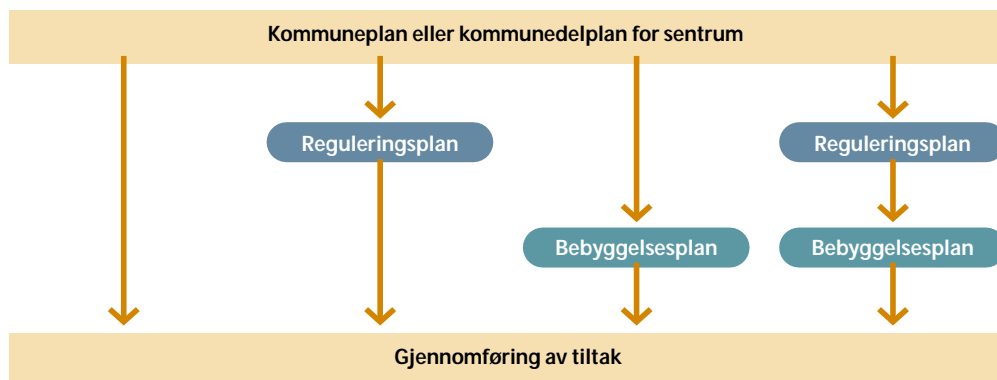 Kommuneplan eller kommunedelplan for sentrum
Reguleringsplan
Reguleringsplan
Bebyggelsesplan
Bebyggelsesplan
Gjennomføring av tiltak